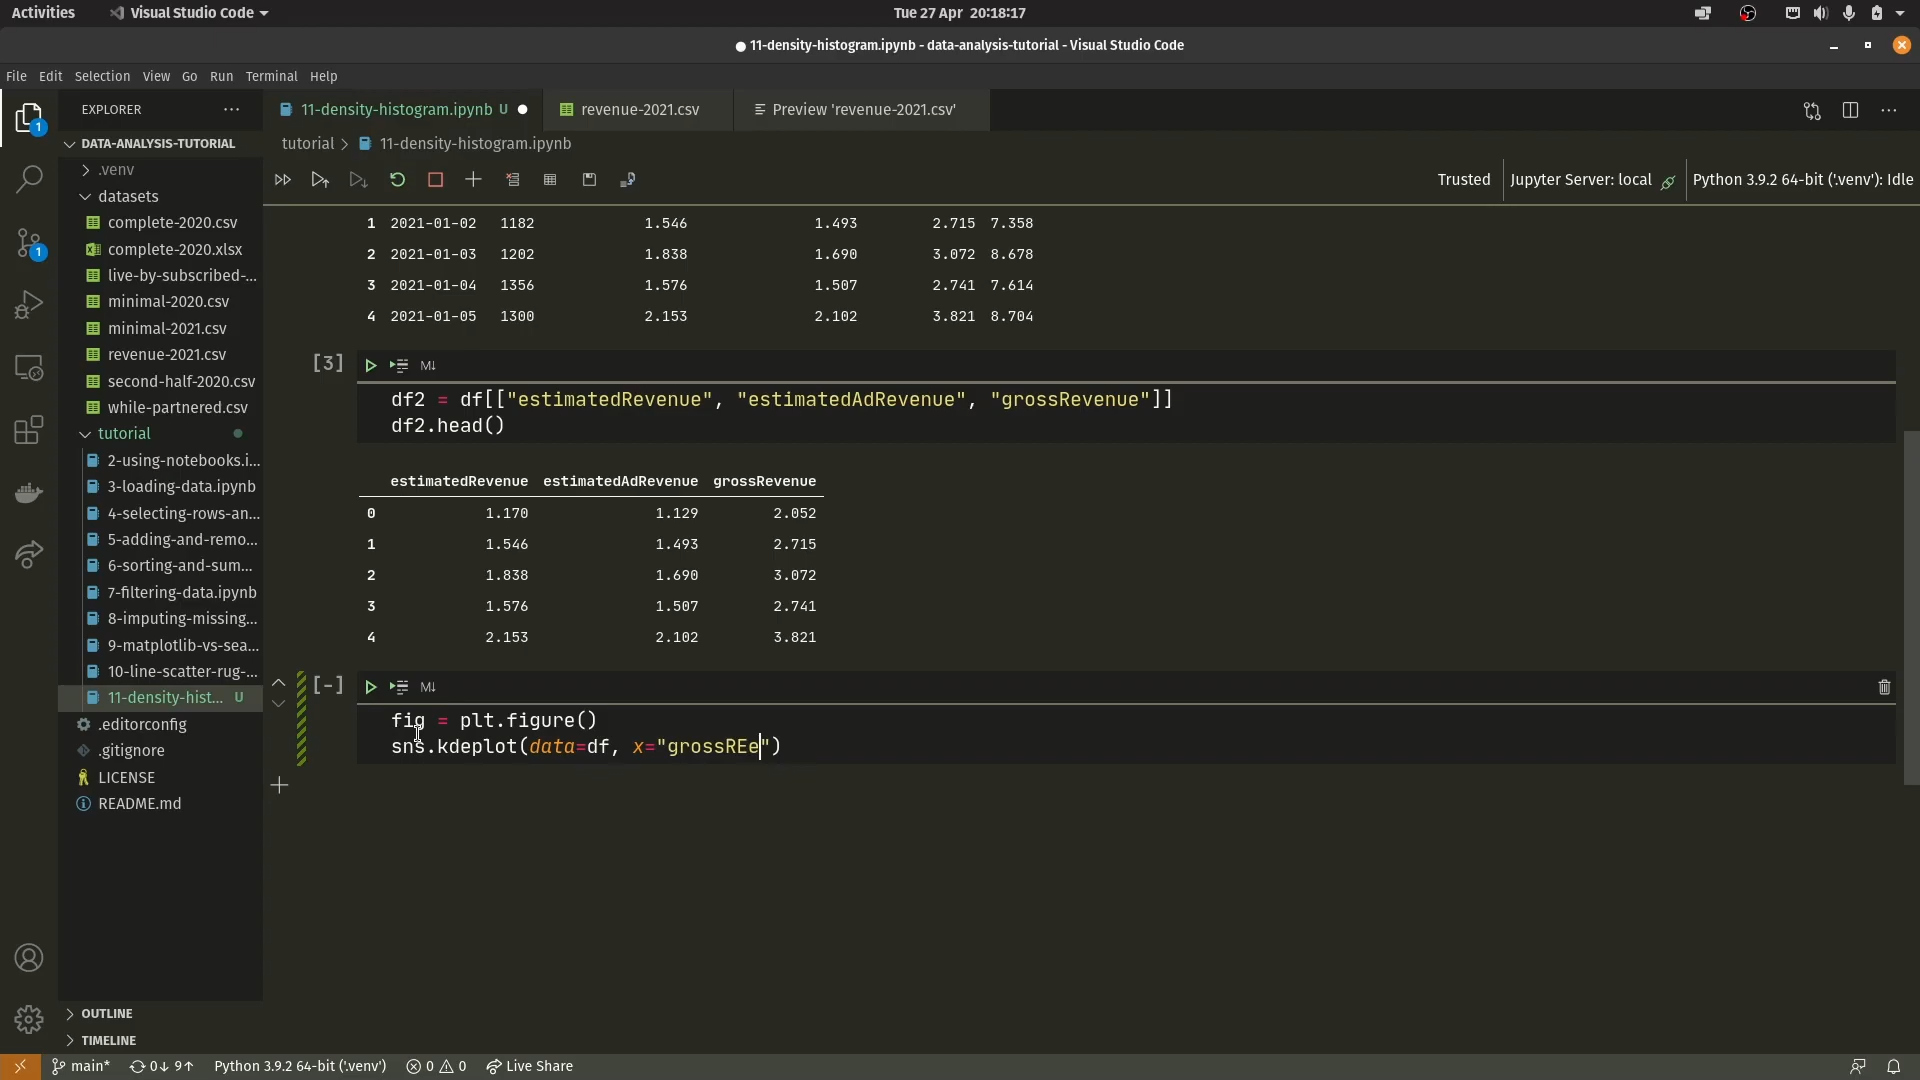 Activities Visual Studio Code Tue 27 Apr 20:18:17
11-density-histogram.ipynb - data-analysis-tutorial - Visual Studio Code
File Edit Selection View Go Run Terminal Help
EXPLORER
11-density-histogram.ipynb U
revenue-2021.csv
Preview 'revenue-2021.csv'
DATA-ANALYSIS-TUTORIAL
.venv
datasets
complete-2020.csv
complete-2020.xlsx
live-by-subscribed-...
minimal-2020.csv
minimal-2021.csv
revenue-2021.csv
second-half-2020.csv
while-partnered.csv
tutorial
2-using-notebooks.i...
3-loading-data.ipynb
4-selecting-rows-an...
5-adding-and-remo...
6-sorting-and-sum...
7-filtering-data.ipynb
8-imputing-missing...
9-matplotlib-vs-sea...
10-line-scatter-rug-...
11-density-hist... U
.editorconfig
.gitignore
LICENSE
README.md
OUTLINE
TIMELINE
1
1
tutorial > 11-density-histogram.ipynb
Trusted Jupyter Server: local Python 3.9.2 64-bit ('.venv'): Idle
1 2021-01-02 1182 1.546 1.493 2.715 7.358
2 2021-01-03 1202 1.838 1.690 3.072 8.678
3 2021-01-04 1356 1.576 1.507 2.741 7.614
4 2021-01-05 1300 2.153 2.102 3.821 8.704
[3] M↓
df2 = df[["estimatedRevenue", "estimatedAdRevenue", "grossRevenue"]]
df2.head()
estimatedRevenue estimatedAdRevenue grossRevenue
0 1.170 1.129 2.052
1 1.546 1.493 2.715
2 1.838 1.690 3.072
3 1.576 1.507 2.741
4 2.153 2.102 3.821
[-] M↓
fig = plt.figure()
sns.kdeplot(data=df, x="grossREe")
main* 0↓ 9↑ Python 3.9.2 64-bit ('.venv') 0 0 Live Share